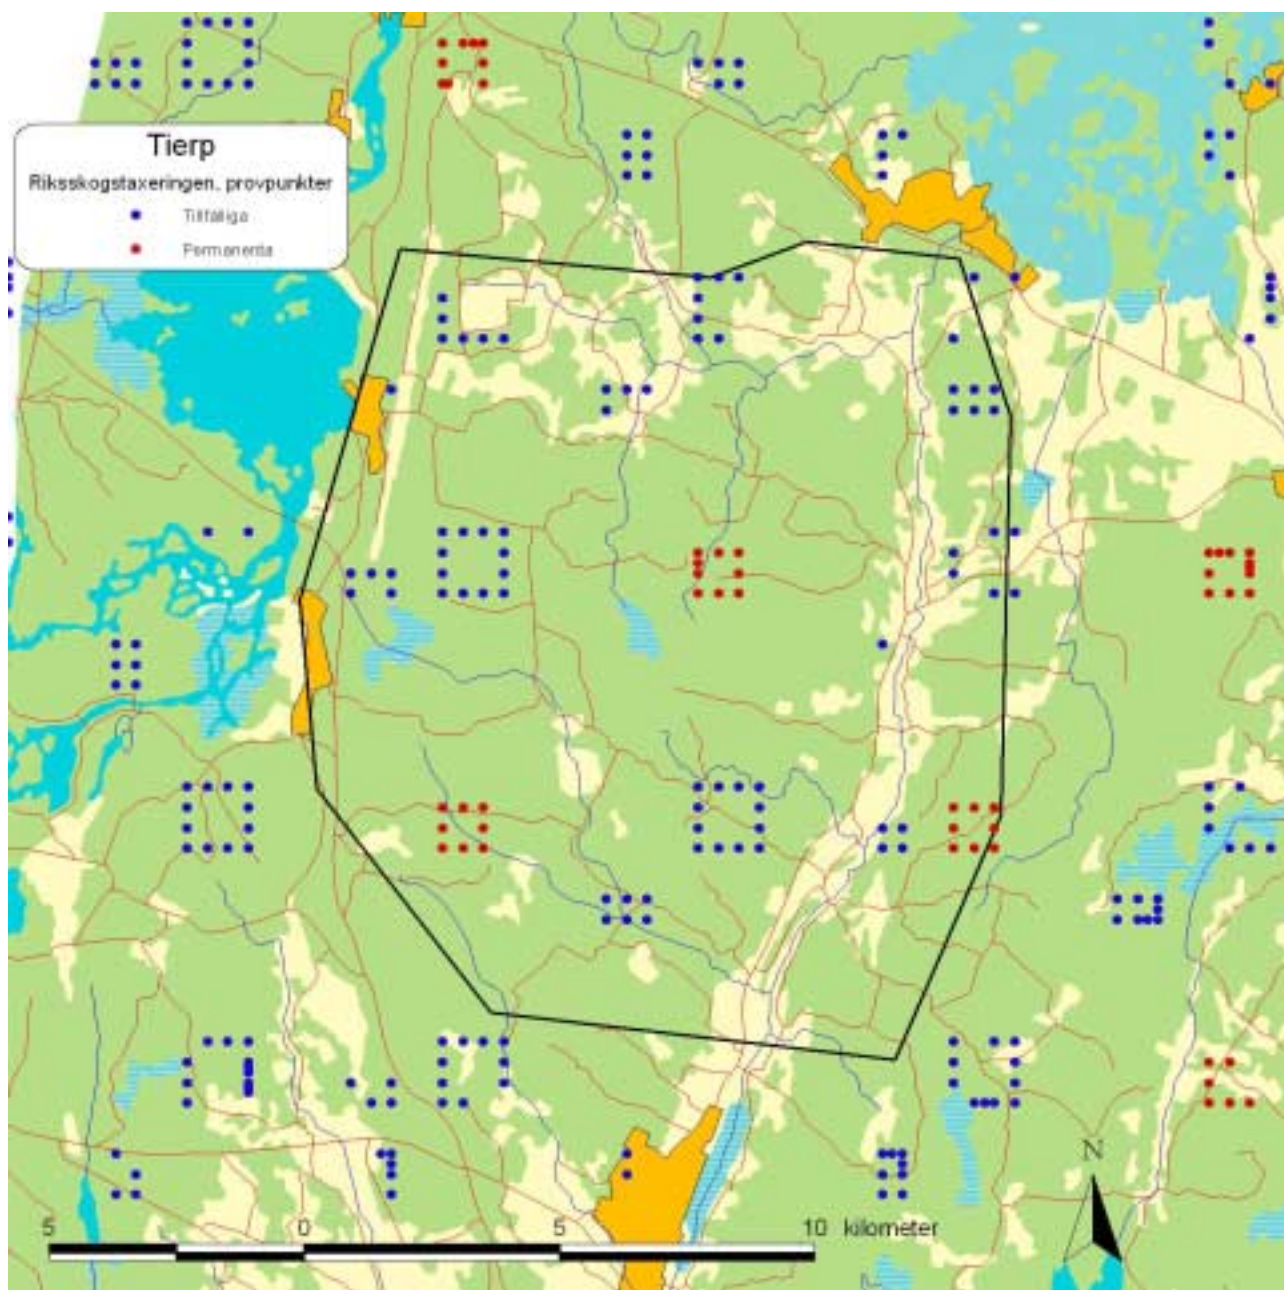 Tierp
Riksskogstaxeringen, provpunkter
Tillfälliga
Permanenta
N
5 0 5 10 kilometer